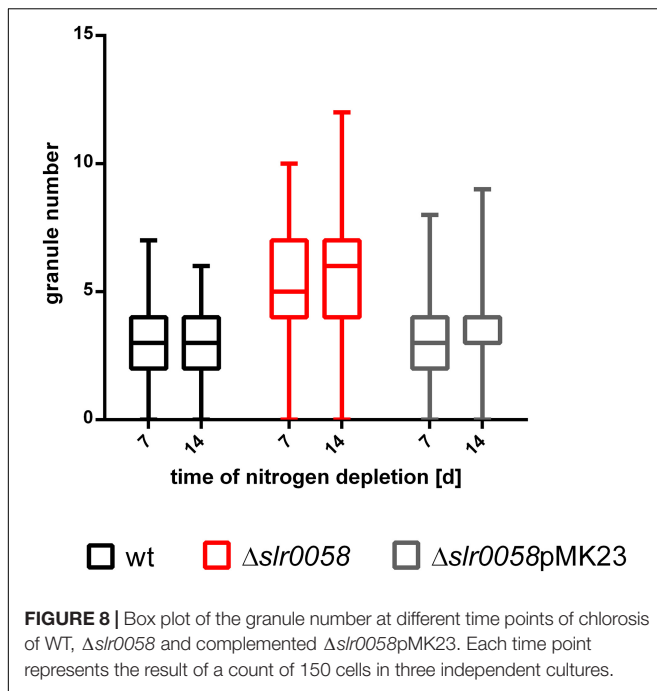 15
10
5
0
granule number
7
14
7
14
7
14
time of nitrogen depletion [d]
wt
Δslr0058
Δslr0058pMK23
FIGURE 8 | Box plot of the granule number at different time points of chlorosis
of WT, Δslr0058 and complemented Δslr0058pMK23. Each time point
represents the result of a count of 150 cells in three independent cultures.